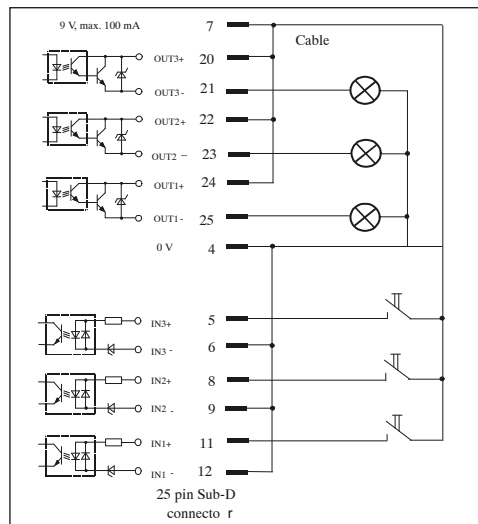 9 V, max. 100 mA 7
Cable
OUT3+ 20
OUT3 - 21
OUT2+ 22
OUT2 -- 23
OUT1+ 24
OUT1 - 25
0 V 4
IN3+ 5
IN3 - 6
IN2+ 8
IN2 - 9
IN1+ 11
IN1 - 12
25 pin Sub-D
connecto r